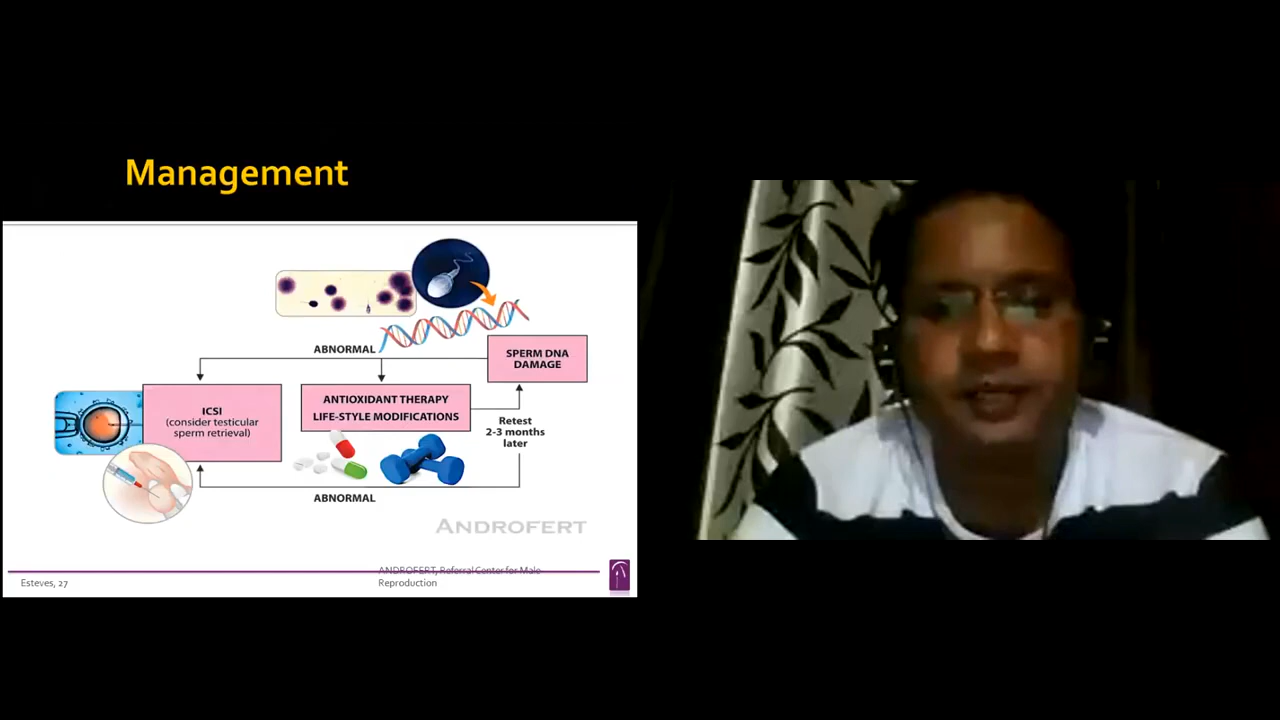 Management
ABNORMAL
SPERM DNA
DAMAGE
ICSI
(consider testicular
sperm retrieval)
ANTIOXIDANT THERAPY
LIFE-STYLE MODIFICATIONS
Retest
2-3 months
later
ABNORMAL
ANDROFERT
Esteves, 27
ANDROFERT, Referral Center for Male
Reproduction